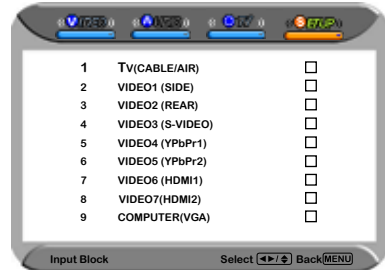 VIDEO AUDIO TV SETUP
1 TV(CABLE/AIR)
2 VIDEO1 (SIDE)
3 VIDEO2 (REAR)
4 VIDEO3 (S-VIDEO)
5 VIDEO4 (YPbPr1)
6 VIDEO5 (YPbPr2)
7 VIDEO6 (HDMI1)
8 VIDEO7(HDMI2)
9 COMPUTER(VGA)
Input Block Select ◄►/ Back MENU